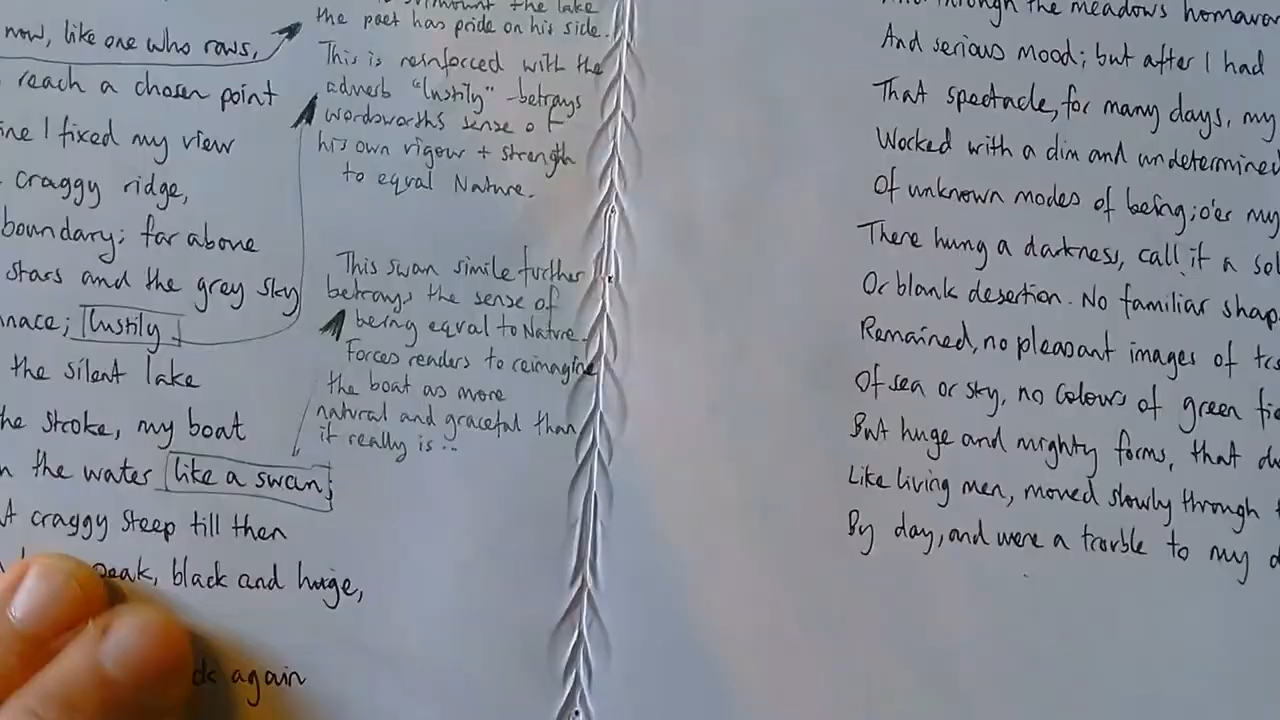 now, like one who rows,
reach a chosen point
I fixed my view
craggy ridge,
boundary; far above
stars and the grey sky
lustily
the silent lake
stroke, my boat
the water like a swan;
craggy steep till then
peak, black and huge,
again
the lake
the poet has pride on his side.
This is reinforced with the
adverb "lustily" - betrays
Wordsworths sense of
his own vigour + strength
to equal Nature.
This swan simile further
betrays the sense of
being equal to Nature.
Forces readers to reimagine
the boat as more
natural and graceful than
it really is...
through the meadows
And serious mood; but after I had
That spectacle, for many days, my
Worked with a dim and undetermined
Of unknown modes of being; o'er my
There hung a darkness, call it a
Or blank desertion. No familiar
Remained, no pleasant images of
Of sea or sky, no colours of green
But huge and mighty forms, that
Like living men, moved slowly through
By day, and were a trouble to my